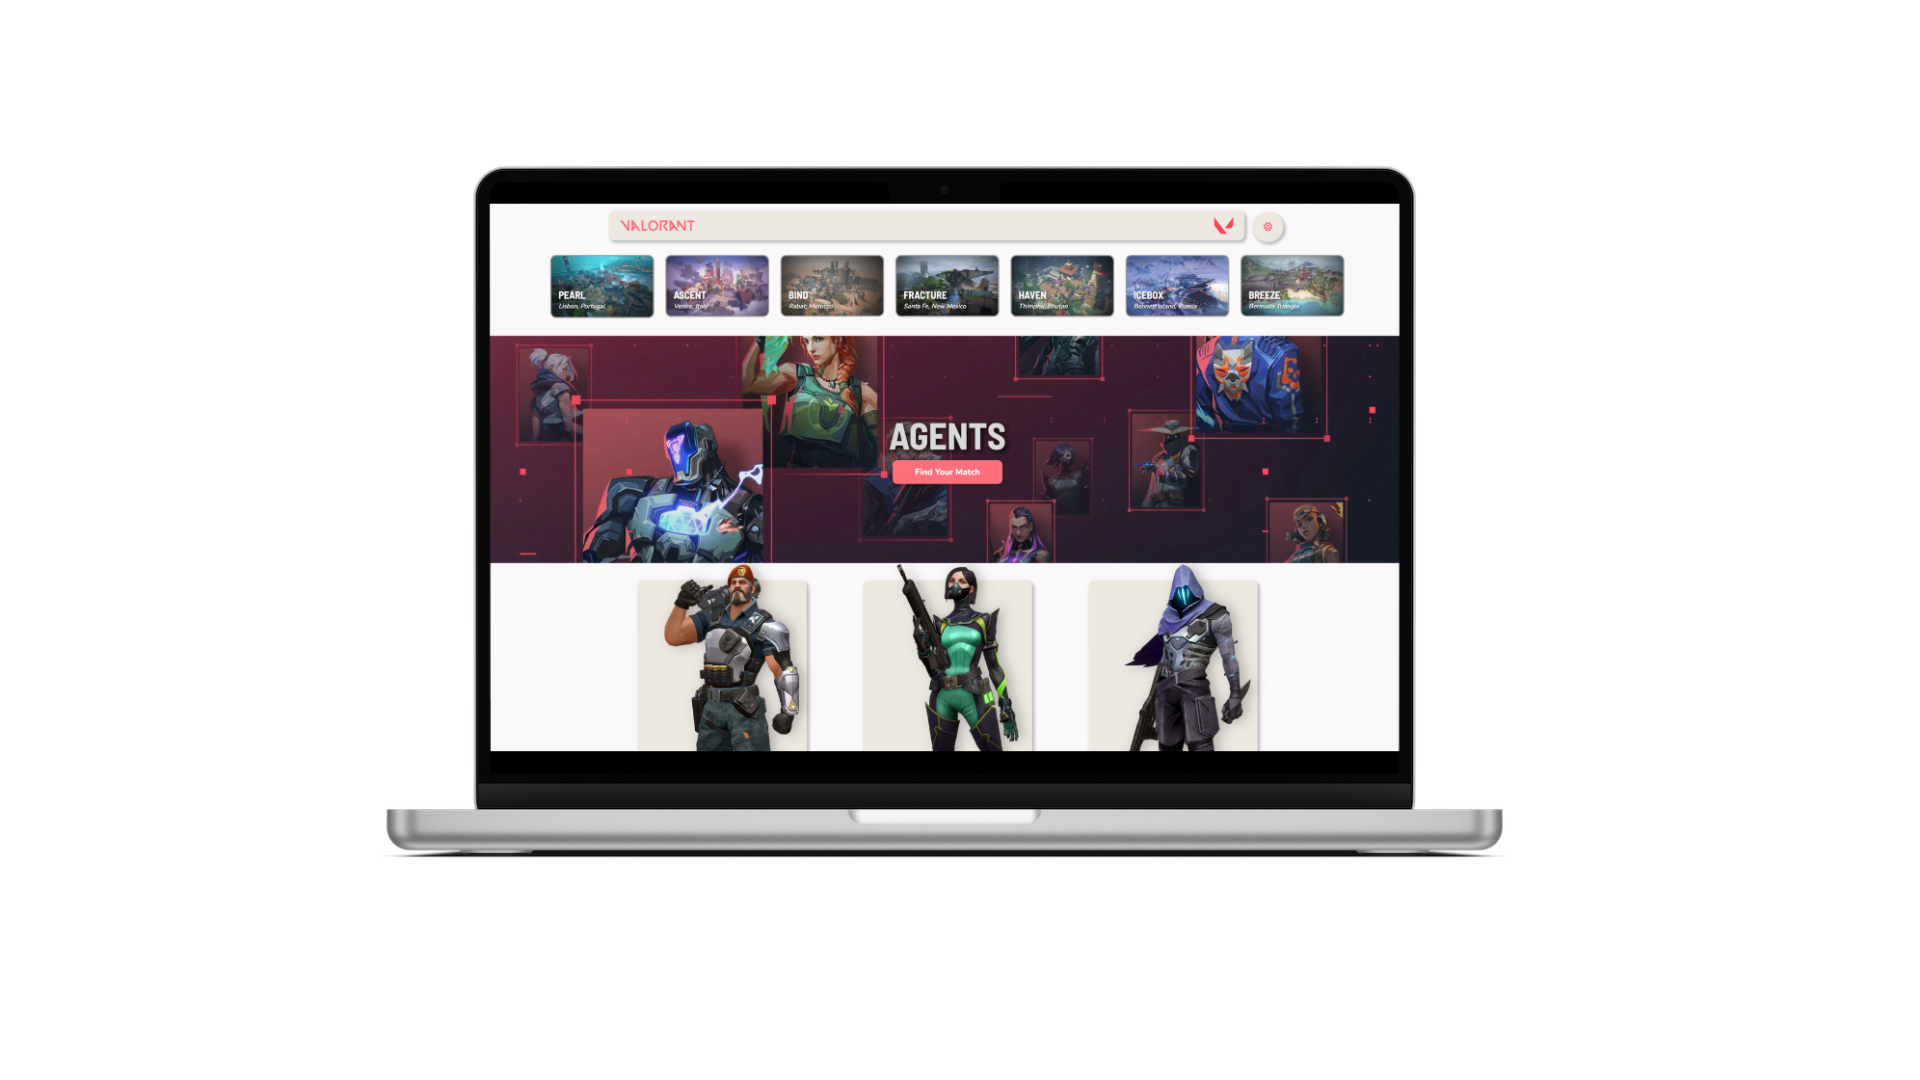 VALORANT
PEARL
Lisbon, Portugal
ASCENT
Venice, Italy
BIND
Rabat, Morocco
FRACTURE
Santa Fe, New Mexico
HAVEN
Thimphu, Bhutan
ICEBOX
Bennett Island, Russia
BREEZE
Bermuda Triangle
AGENTS
Find Your Match